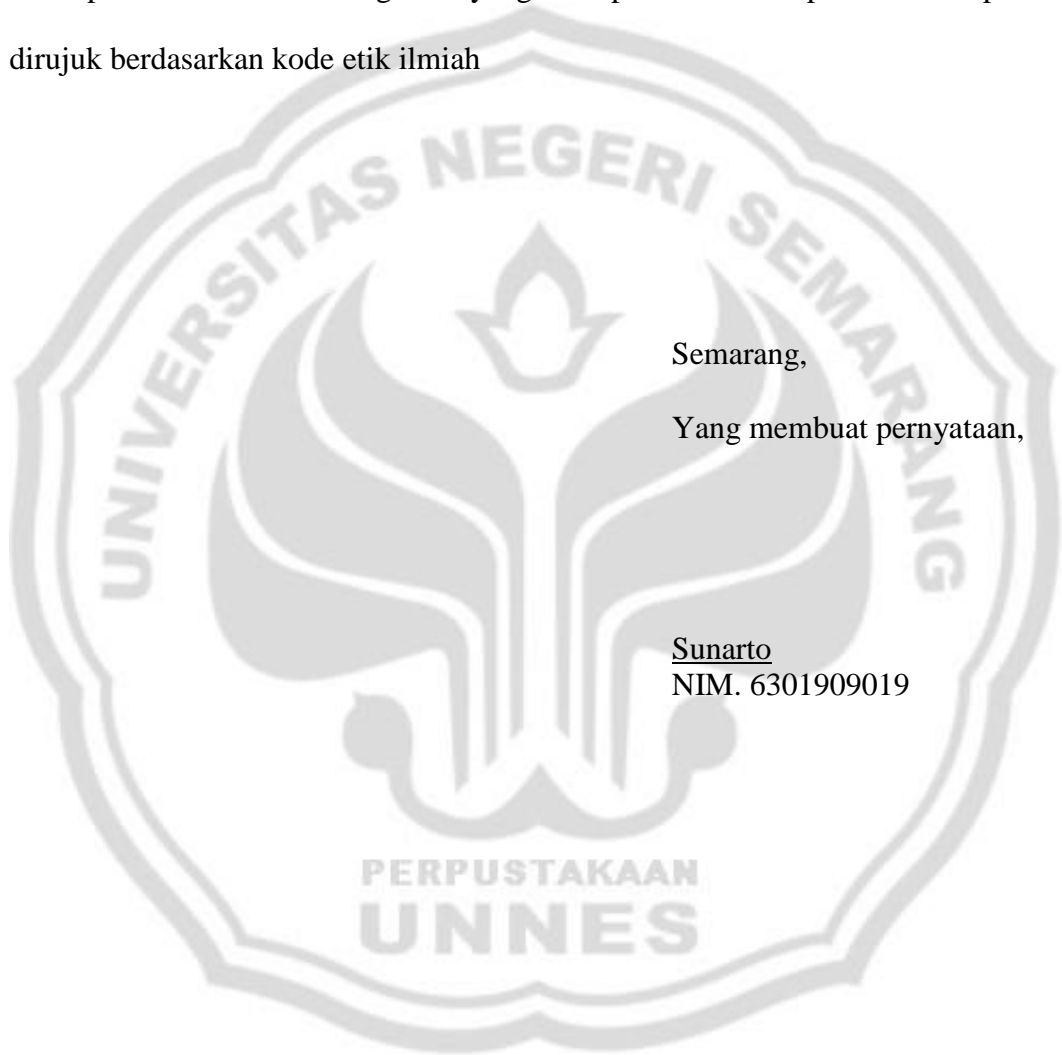 dirujuk berdasarkan kode etik ilmiah
UNIVERSITAS NEGERI SEMARANG
Semarang,
Yang membuat pernyataan,
Sunarto
NIM. 6301909019
PERPUSTAKAAN
UNNES